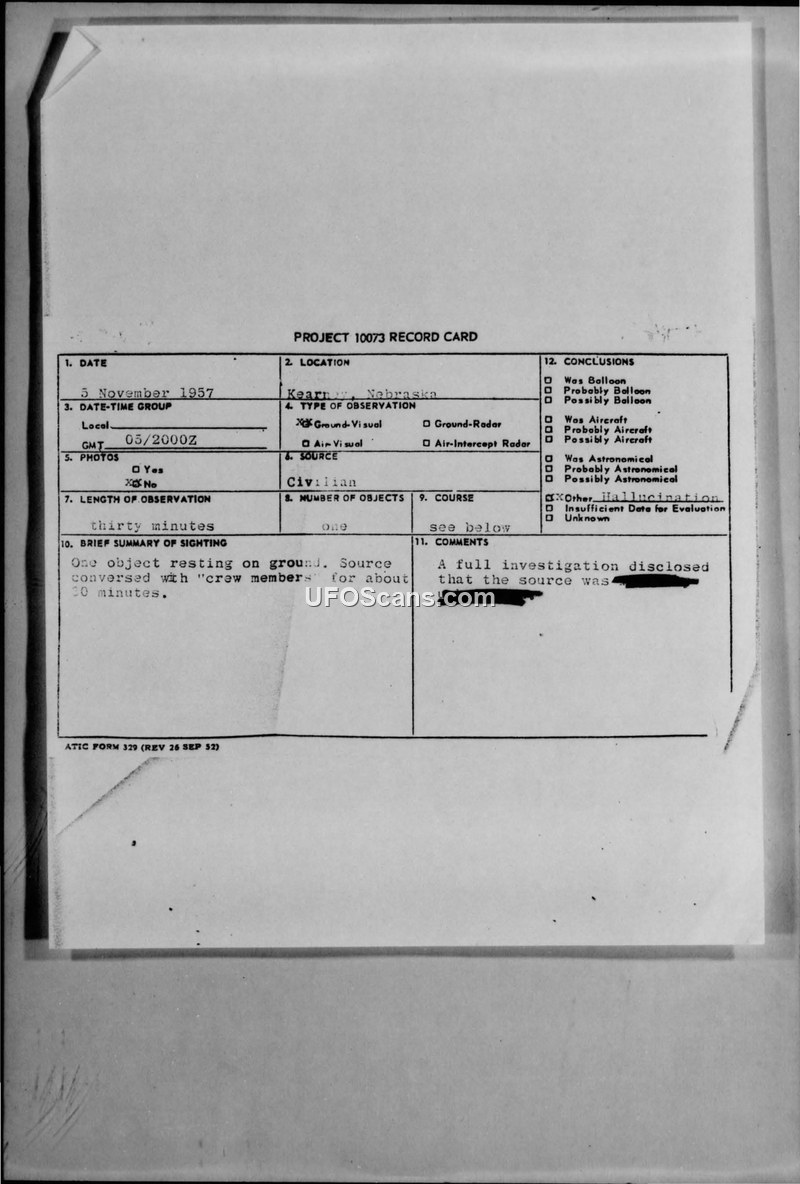 PROJECT 10073 RECORD CARD
1. DATE
5 November 1957
2. LOCATION
Kearney, Nebraska
12. CONCLUSIONS
☐ Was Balloon
☐ Probably Balloon
☐ Possibly Balloon
☐ Was Aircraft
☐ Probably Aircraft
☐ Possibly Aircraft
☐ Was Astronomical
☐ Probably Astronomical
☐ Possibly Astronomical
XX Other Hallucination
☐ Insufficient Data for Evaluation
☐ Unknown
3. DATE-TIME GROUP
Local
GMT 05/2000Z
4. TYPE OF OBSERVATION
XX Ground-Visual ☐ Ground-Radar
☐ Air-Visual ☐ Air-Intercept Radar
5. PHOTOS
☐ Yes
XX No
6. SOURCE
Civilian
7. LENGTH OF OBSERVATION
thirty minutes
8. NUMBER OF OBJECTS
one
9. COURSE
see below
10. BRIEF SUMMARY OF SIGHTING
One object resting on ground. Source
conversed with "crew members" for about
minutes.
11. COMMENTS
A full investigation disclosed
that the source was
UFOScans.com
ATIC FORM 329 (REV 26 SEP 52)